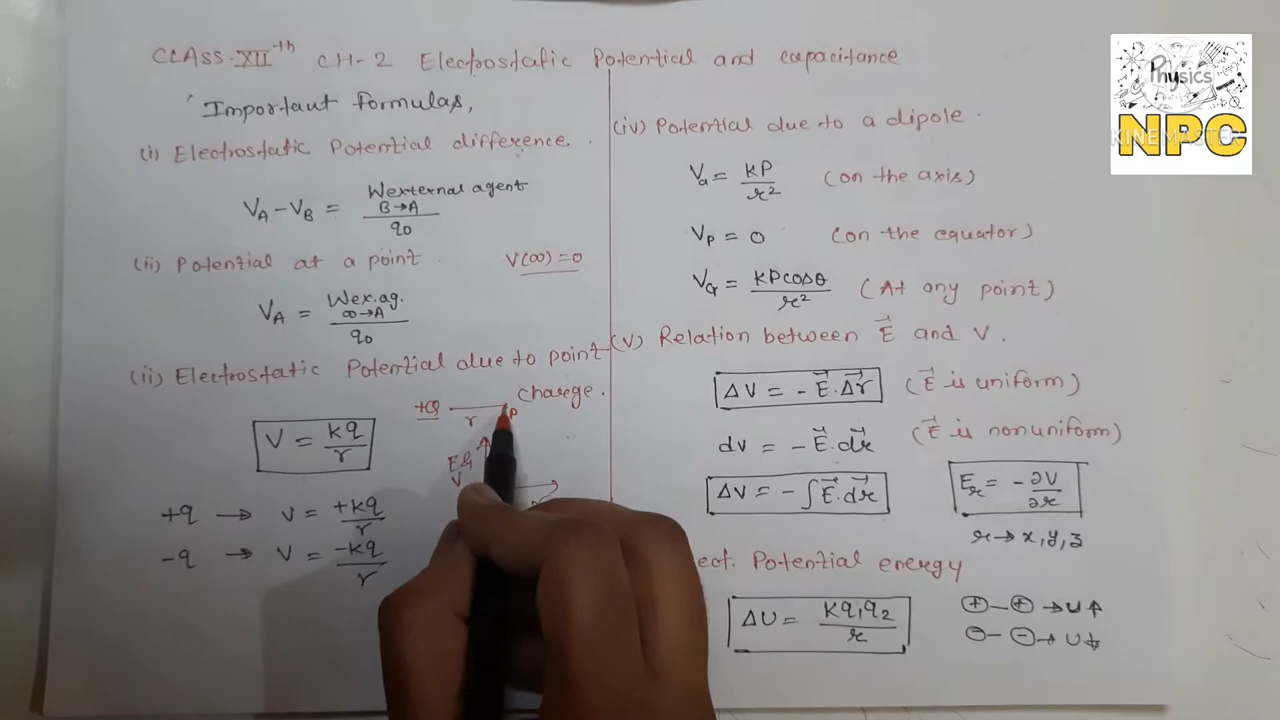 CLASS-XII-th CH-2 Electrostatic Potential and capacitance
Important formulas,
(i) Electrostatic Potential difference.
VA-VB = Wexternal agent B→A / q0
(ii) Potential at a point V(∞) = 0
VA = Wex.ag. ∞→A / q0
(ii) Electrostatic Potential due to point charge.
+Q r P
V = kq / r
E &
V
+q → V = +kq / r
-q → V = -kq / r
(iv) Potential due to a dipole.
Va = KP / r² (on the axis)
VP = 0 (on the equator)
VG = KPcosθ / r² (At any point)
(V) Relation between E⃗ and V.
ΔV = -E⃗.Δr⃗ (E⃗ is uniform)
dv = -E⃗.dr⃗ (E⃗ is nonuniform)
ΔV = -∫E⃗.dr⃗ Er = -∂V / ∂r
r→x,y,z
ect. Potential energy
ΔU = Kq1q2 / r
⊕-⊕→U↑
⊖-⊖→U
Physics
KINE MASTER
NPC